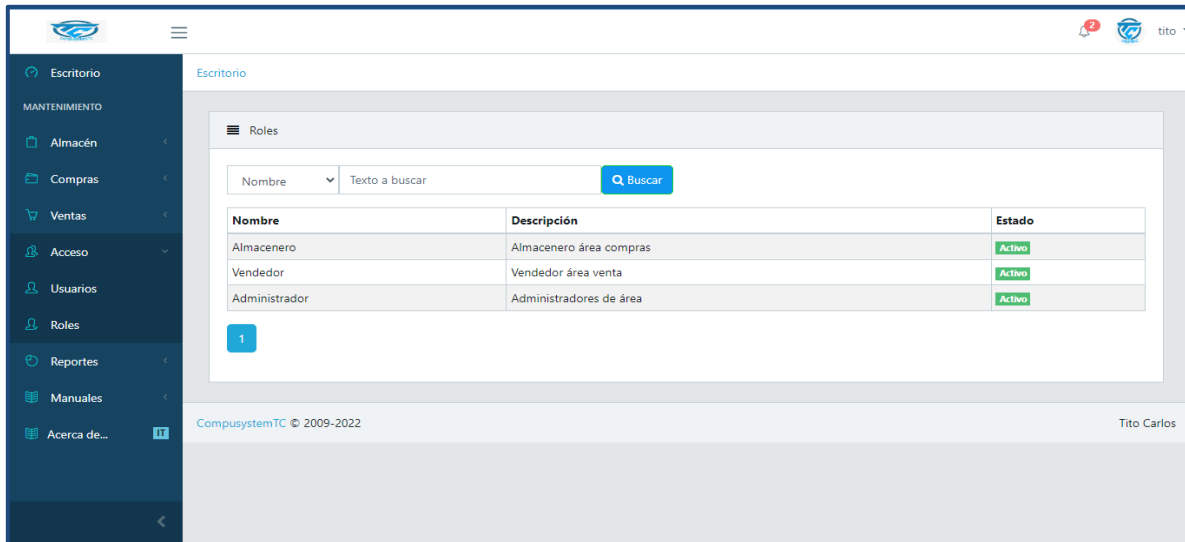 2
tito
Escritorio
Escritorio
MANTENIMIENTO
Almacén
Compras
Ventas
Acceso
Usuarios
Roles
Reportes
Manuales
Acerca de... IT
Roles
Nombre Texto a buscar Buscar
Nombre Descripción Estado
Almacenero Almacenero área compras Activo
Vendedor Vendedor área venta Activo
Administrador Administradores de área Activo
1
CompusystemTC © 2009-2022 Tito Carlos